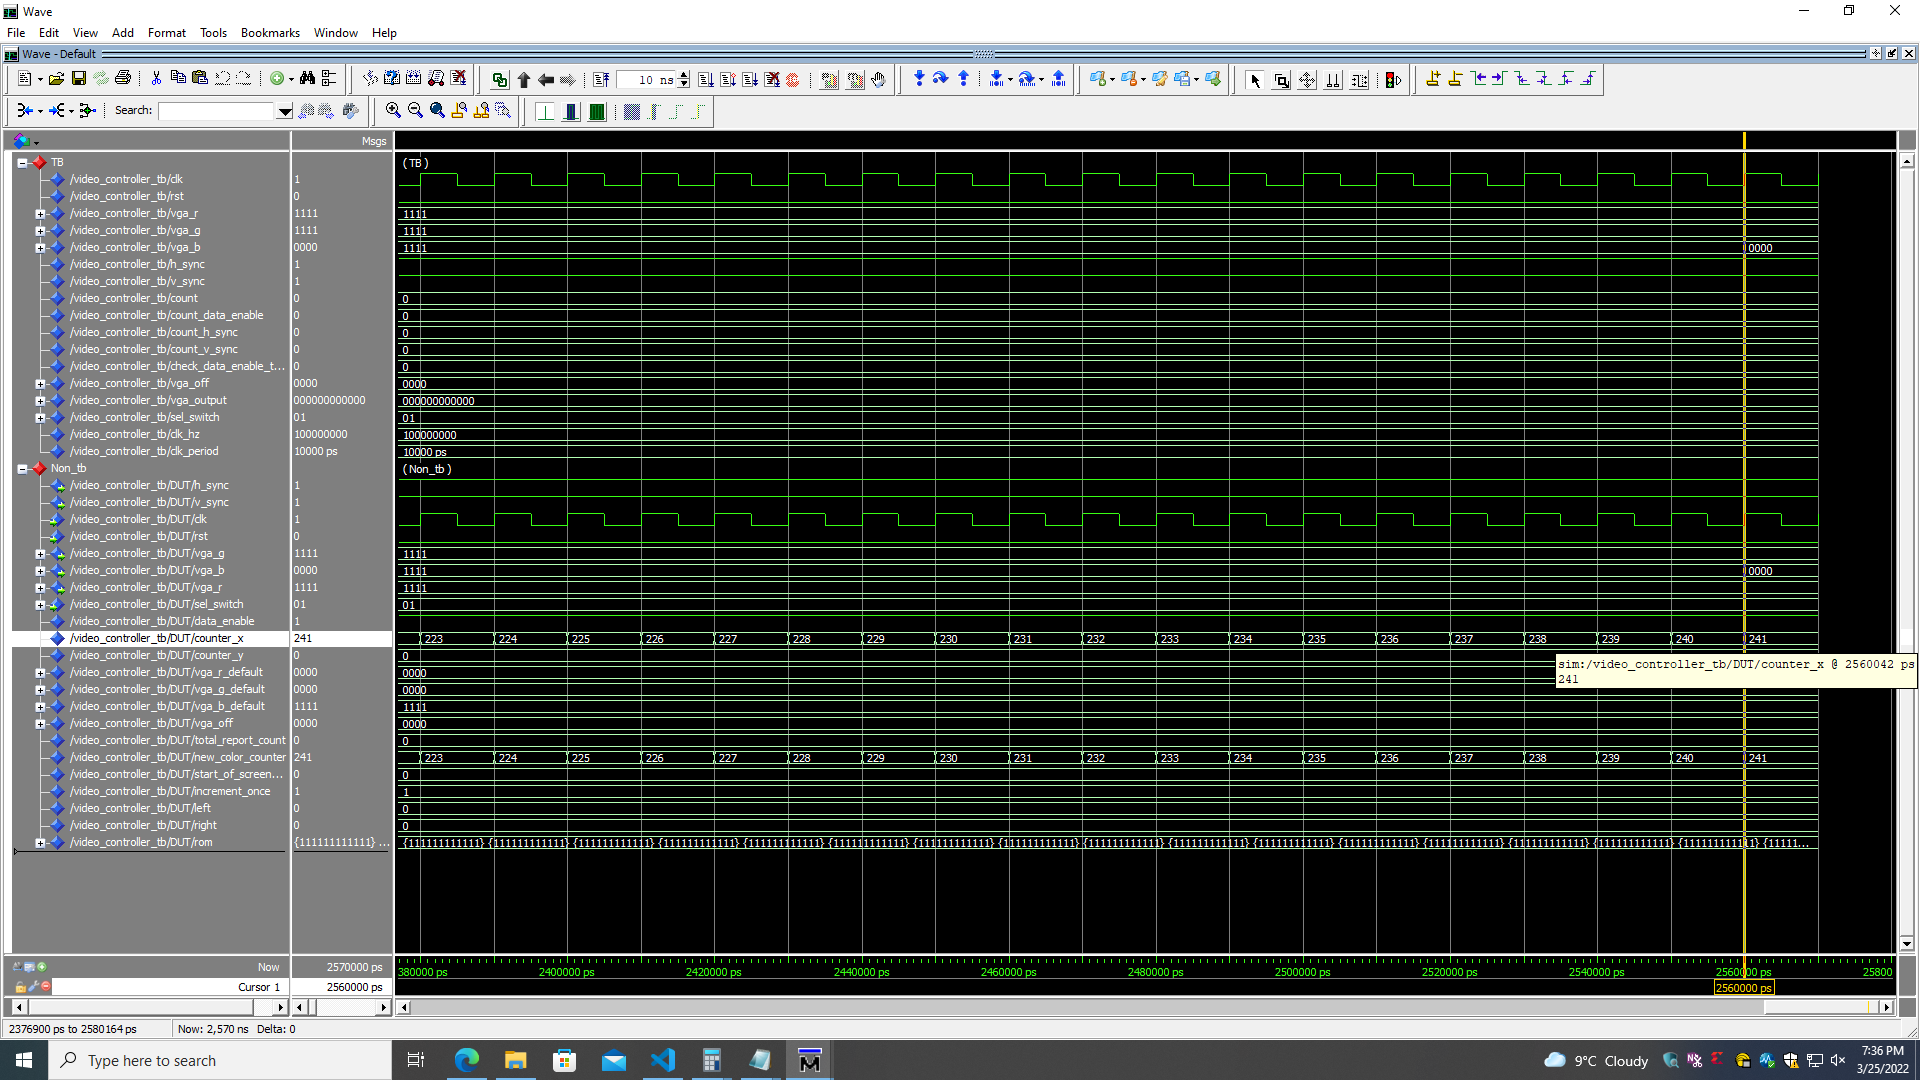 Wave
File Edit View Add Format Tools Bookmarks Window Help
Wave - Default
10 ns
Search:
Msgs
TB (TB)
/video_controller_tb/clk 1
/video_controller_tb/rst 0
/video_controller_tb/vga_r 1111 1111
/video_controller_tb/vga_g 1111 1111
/video_controller_tb/vga_b 0000 1111 0000
/video_controller_tb/h_sync 1
/video_controller_tb/v_sync 1
/video_controller_tb/count 0 0
/video_controller_tb/count_data_enable 0 0
/video_controller_tb/count_h_sync 0 0
/video_controller_tb/count_v_sync 0 0
/video_controller_tb/check_data_enable_t... 0 0
/video_controller_tb/vga_off 0000 0000
/video_controller_tb/vga_output 000000000000 000000000000
/video_controller_tb/sel_switch 01 01
/video_controller_tb/clk_hz 100000000 100000000
/video_controller_tb/clk_period 10000 ps 10000 ps
Non_tb (Non_tb)
/video_controller_tb/DUT/h_sync 1
/video_controller_tb/DUT/v_sync 1
/video_controller_tb/DUT/clk 1
/video_controller_tb/DUT/rst 0
/video_controller_tb/DUT/vga_g 1111 1111
/video_controller_tb/DUT/vga_b 0000 1111 0000
/video_controller_tb/DUT/vga_r 1111 1111
/video_controller_tb/DUT/sel_switch 01 01
/video_controller_tb/DUT/data_enable 1
/video_controller_tb/DUT/counter_x 241 223 224 225 226 227 228 229 230 231 232 233 234 235 236 237 238 239 240 241
/video_controller_tb/DUT/counter_y 0 0
sim:/video_controller_tb/DUT/counter_x @ 2560042 ps
241
/video_controller_tb/DUT/vga_r_default 0000 0000
/video_controller_tb/DUT/vga_g_default 0000 0000
/video_controller_tb/DUT/vga_b_default 1111 1111
/video_controller_tb/DUT/vga_off 0000 0000
/video_controller_tb/DUT/total_report_count 0 0
/video_controller_tb/DUT/new_color_counter 241 223 224 225 226 227 228 229 230 231 232 233 234 235 236 237 238 239 240 241
/video_controller_tb/DUT/start_of_screen... 0 0
/video_controller_tb/DUT/increment_once 1 1
/video_controller_tb/DUT/left 0 0
/video_controller_tb/DUT/right 0 0
/video_controller_tb/DUT/rom {111111111111} ... {111111111111} {111111111111} {111111111111} {111111111111} {111111111111} {111111111111} {111111111111} {111111111111} {111111111111} {111111111111} {111111111111} {111111111111} {111111111111} {111111111111} {111111111111} {111111111111} {11111...
Now 2570000 ps 380000 ps 2400000 ps 2420000 ps 2440000 ps 2460000 ps 2480000 ps 2500000 ps 2520000 ps 2540000 ps 2560000 ps 25800
Cursor 1 2560000 ps 2560000 ps
2376900 ps to 2580164 ps Now: 2,570 ns Delta: 0
Type here to search
9°C Cloudy
7:36 PM
3/25/2022